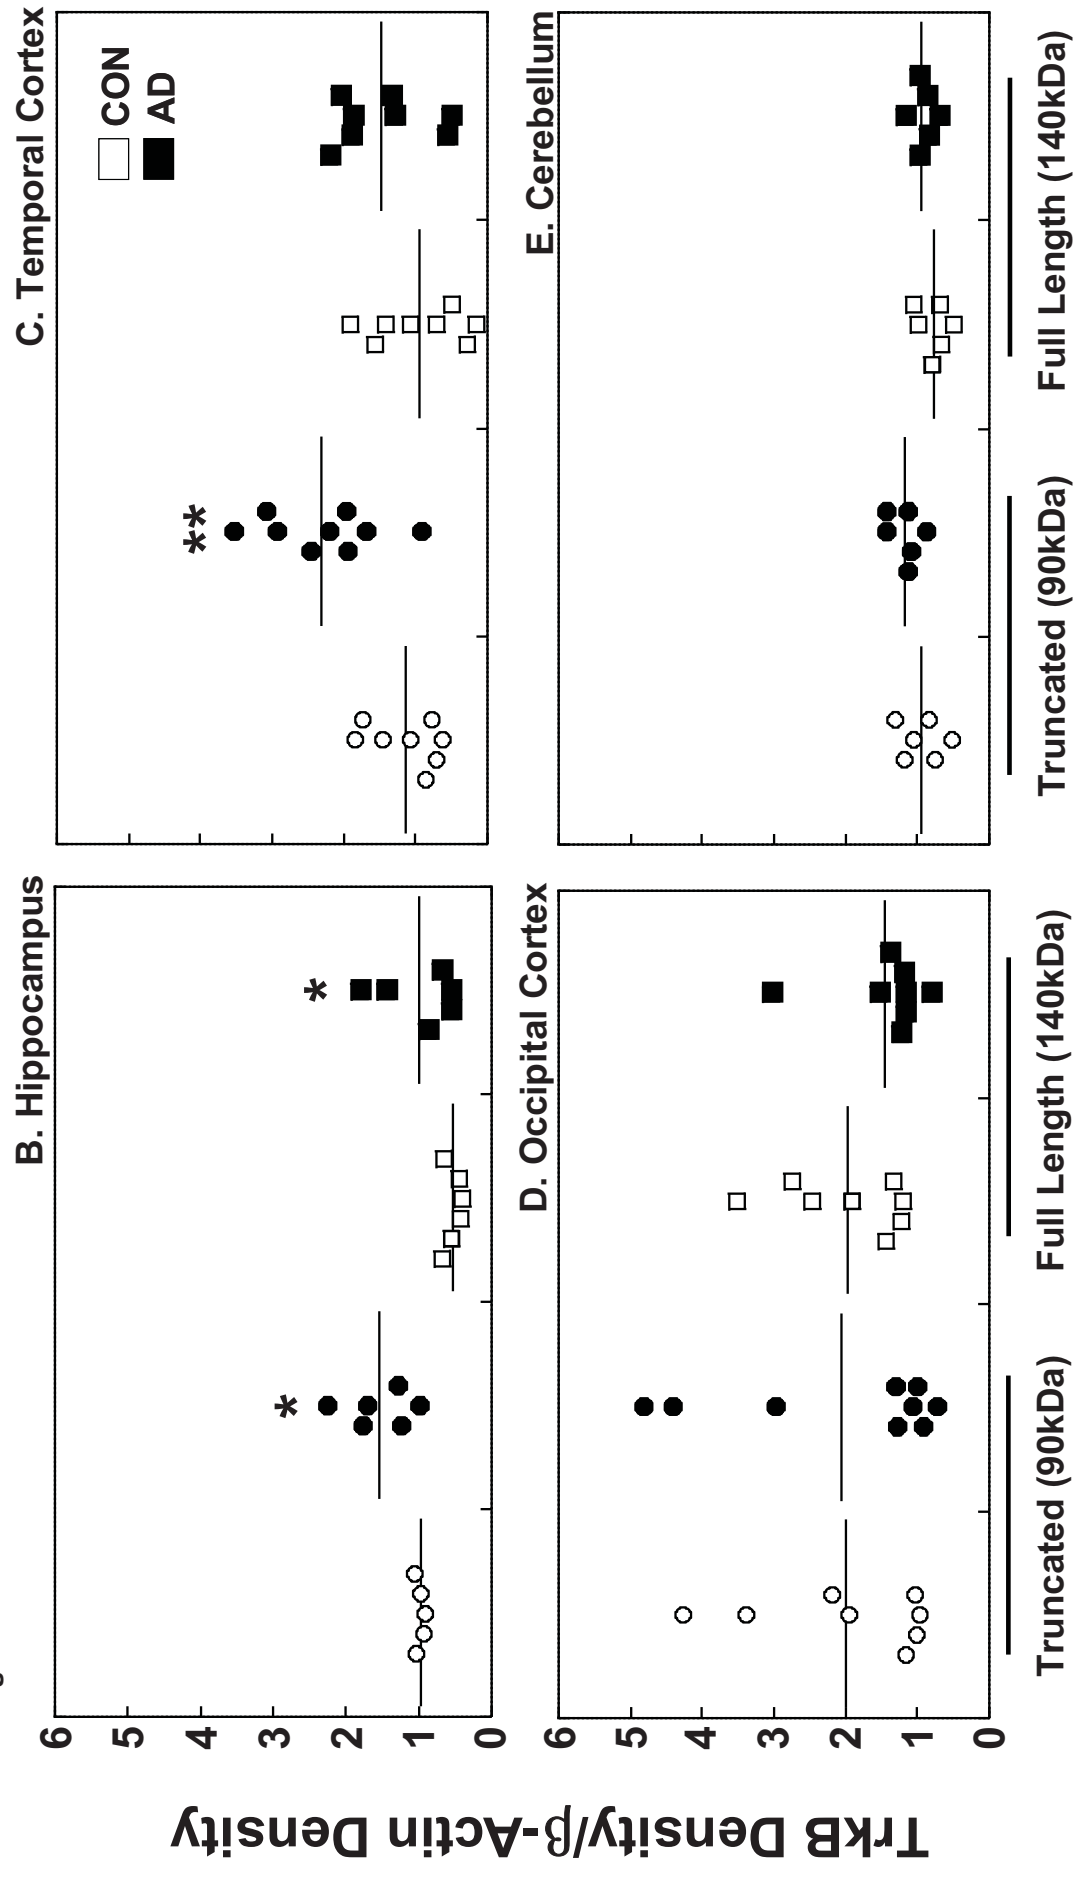 B. Hippocampus
*
*
C. Temporal Cortex
CON
AD
**
6
5
4
3
2
1
0
D. Occipital Cortex
E. Cerebellum
6
5
4
3
2
1
0
TrkB Density/β-Actin Density
Truncated (90kDa)
Full Length (140kDa)
Truncated (90kDa)
Full Length (140kDa)